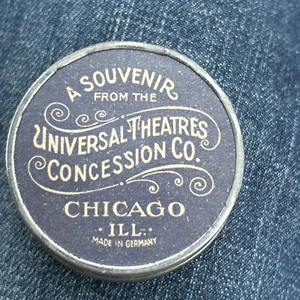 A SOUVENIR
FROM THE
UNIVERSAL THEATRES
CONCESSION CO.
CHICAGO
· ILL. ·
MADE IN GERMANY